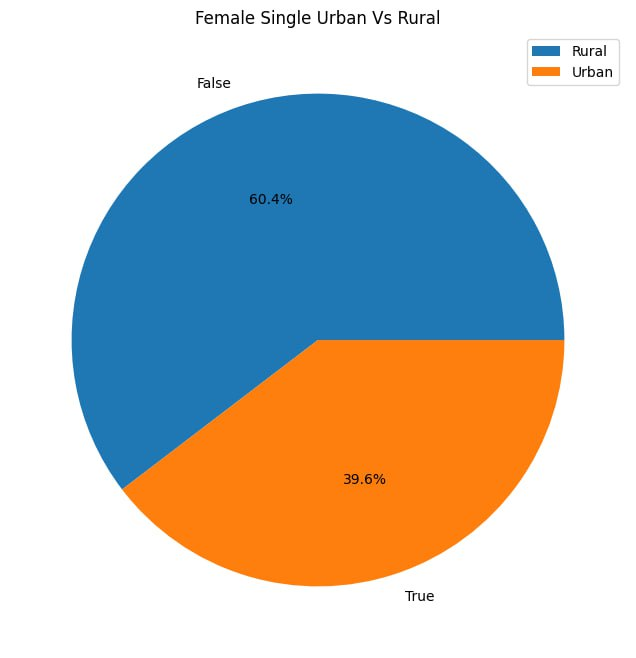 Female Single Urban Vs Rural
Rural
Urban
False
60.4%
39.6%
True